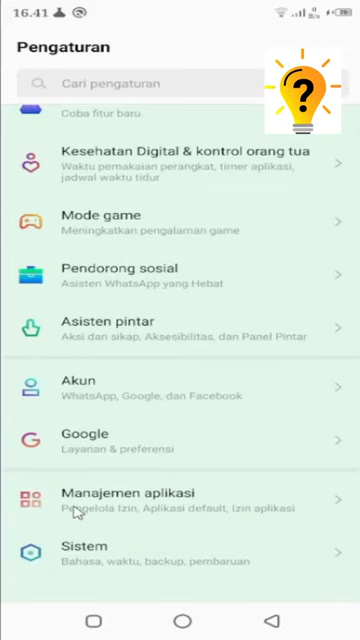 16.41
0
B/s
Pengaturan
Cari pengaturan
?
Coba fitur baru
Kesehatan Digital & kontrol orang tua
Waktu pemakaian perangkat, timer aplikasi,
jadwal waktu tidur
Mode game
Meningkatkan pengalaman game
Pendorong sosial
Asisten WhatsApp yang Hebat
Asisten pintar
Aksi dari sikap, Aksesibilitas, dan Panel Pintar
Akun
WhatsApp, Google, dan Facebook
Google
Layanan & preferensi
Manajemen aplikasi
Pengelola Izin, Aplikasi default, Izin aplikasi
Sistem
Bahasa, waktu, backup, pembaruan